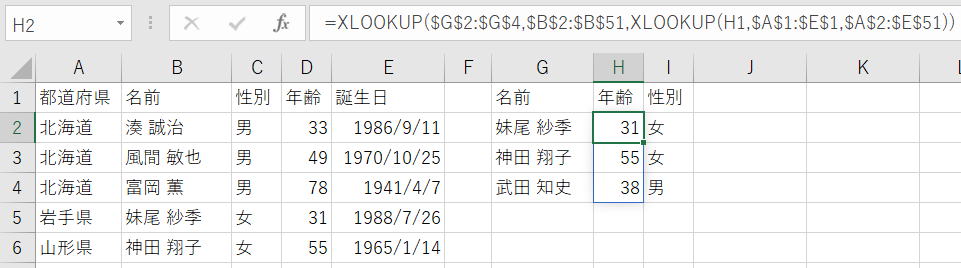 H2 fx =XLOOKUP($G$2:$G$4,$B$2:$B$51,XLOOKUP(H1,$A$1:$E$1,$A$2:$E$51))
A B C D E F G H I J K L
1 都道府県 名前 性別 年齢 誕生日 名前 年齢 性別
2 北海道 湊 誠治 男 33 1986/9/11 妹尾 紗季 31 女
3 北海道 風間 敏也 男 49 1970/10/25 神田 翔子 55 女
4 北海道 富岡 薫 男 78 1941/4/7 武田 知史 38 男
5 岩手県 妹尾 紗季 女 31 1988/7/26
6 山形県 神田 翔子 女 55 1965/1/14